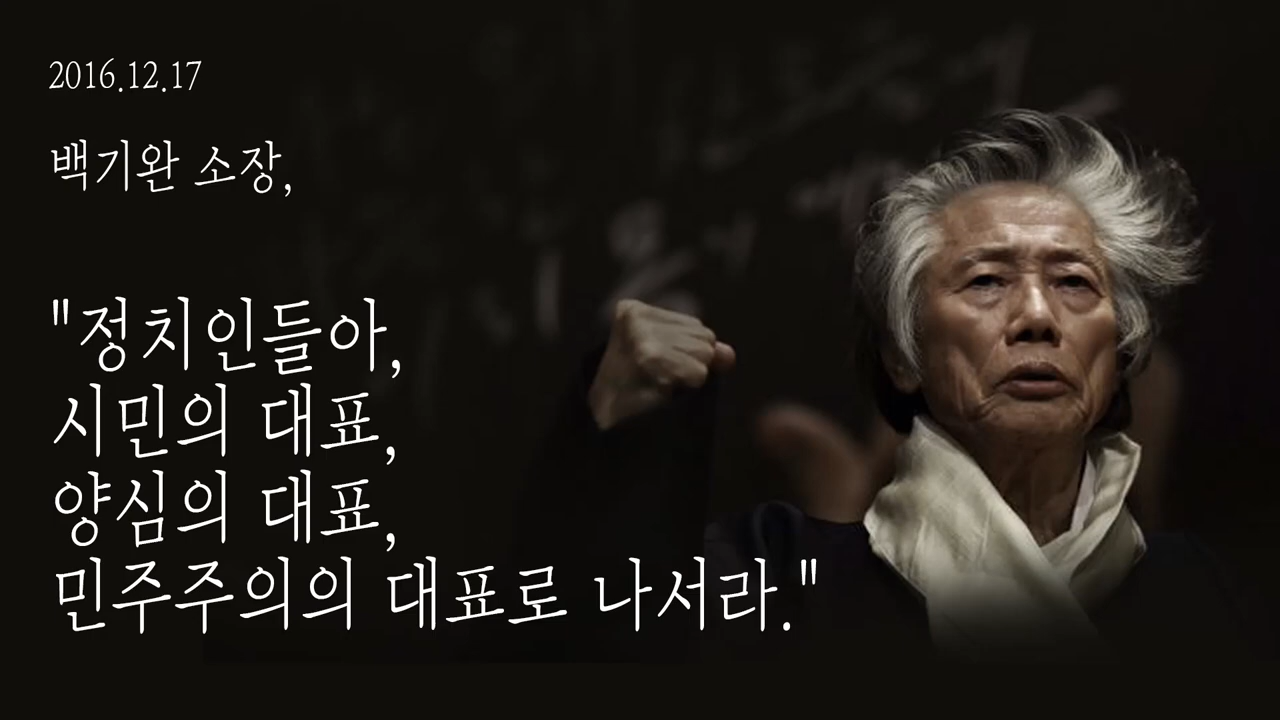 2016.12.17
백기완 소장,
"정치인들아,
시민의 대표,
양심의 대표,
민주주의의 대표로 나서라."